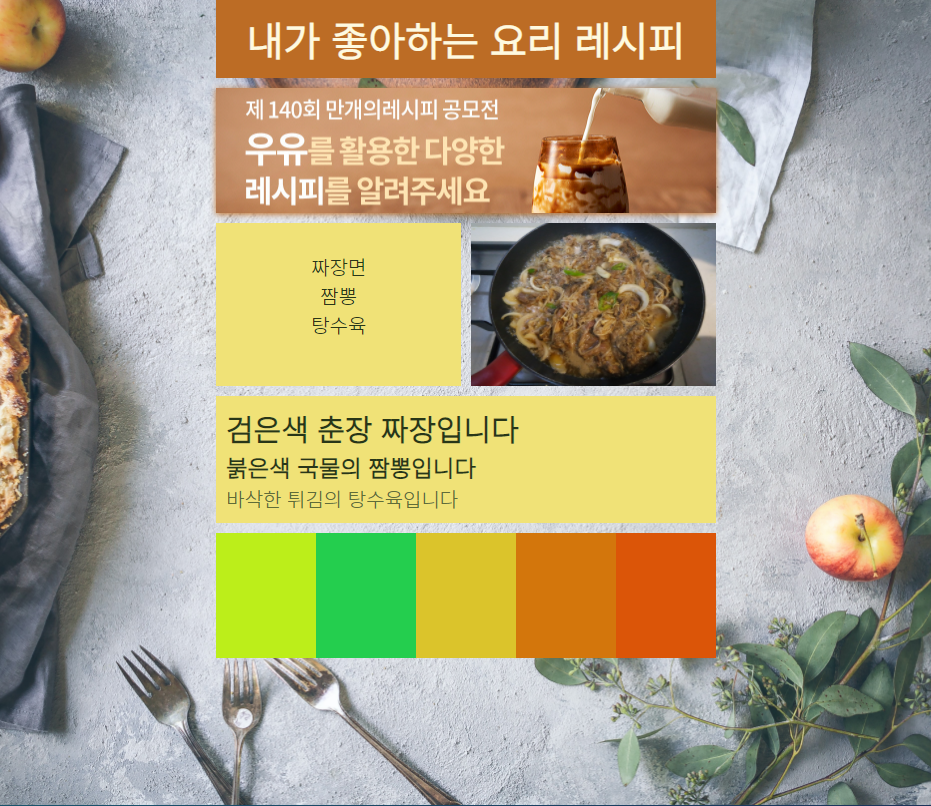 내가 좋아하는 요리 레시피
제 140회 만개의레시피 공모전
우유를 활용한 다양한
레시피를 알려주세요
짜장면
짬뽕
탕수육
검은색 춘장 짜장입니다
붉은색 국물의 짬뽕입니다
바삭한 튀김의 탕수육입니다